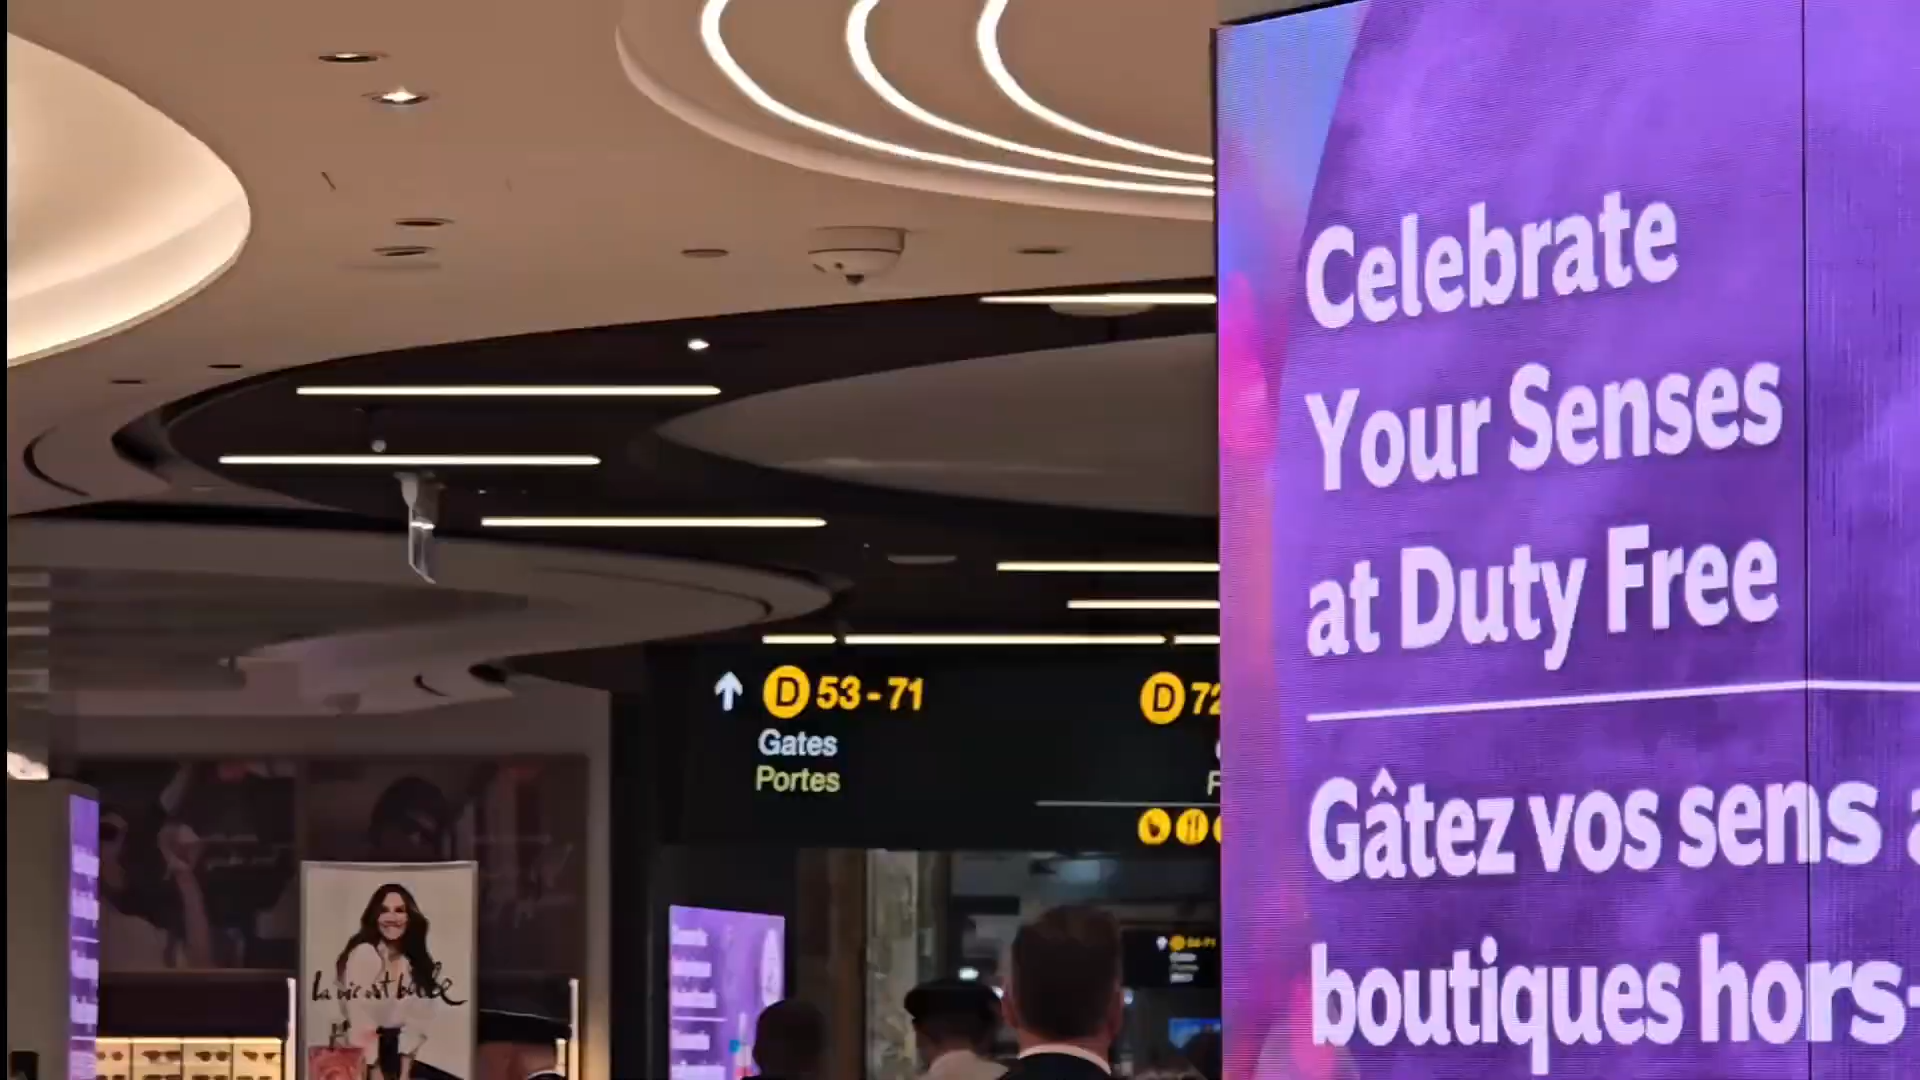 Celebrate
Your Senses
at Duty Free
Gâtez vos sens
boutiques hors-
D 53 - 71
Gates
Portes
D 72
la vie est belle